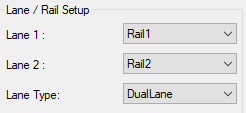 Lane / Rail Setup
Lane 1 : Rail1
Lane 2 : Rail2
Lane Type: DualLane